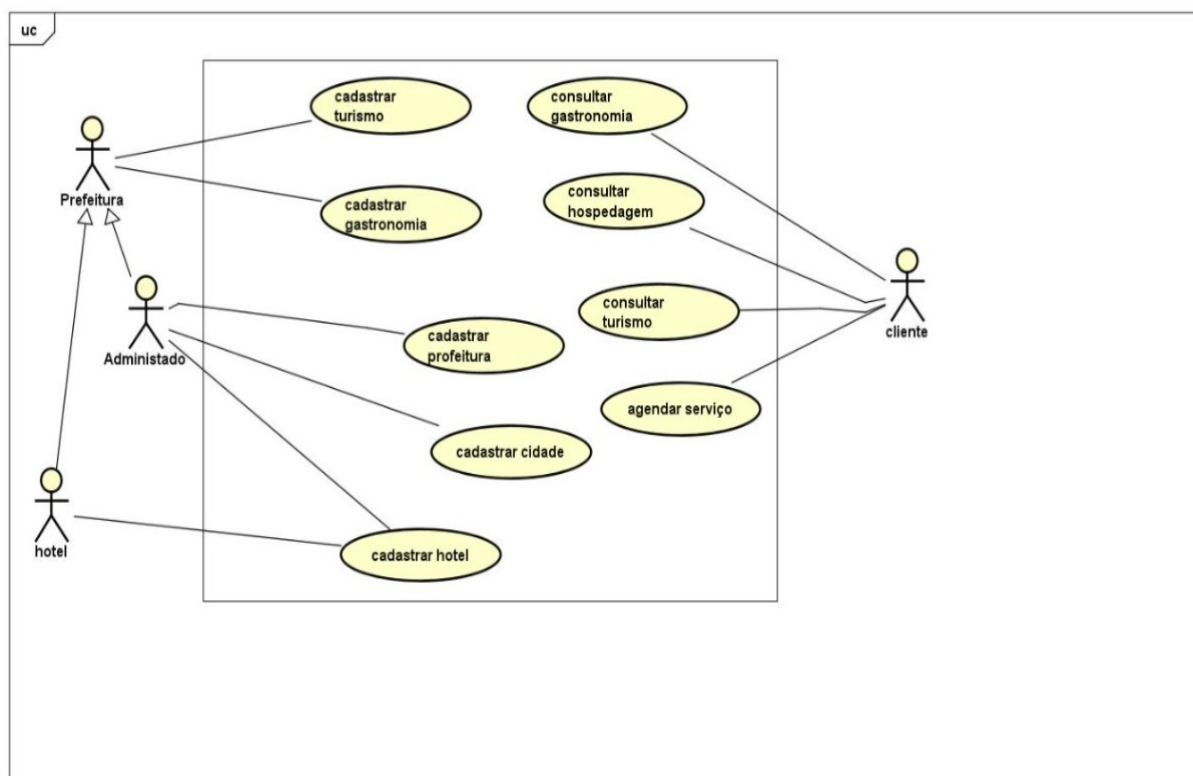 uc
cadastrar
turismo
consultar
gastronomia
Prefeitura
cadastrar
gastronomia
consultar
hospedagem
Administado
cadastrar
profeitura
consultar
turismo
cliente
agendar serviço
cadastrar cidade
hotel
cadastrar hotel